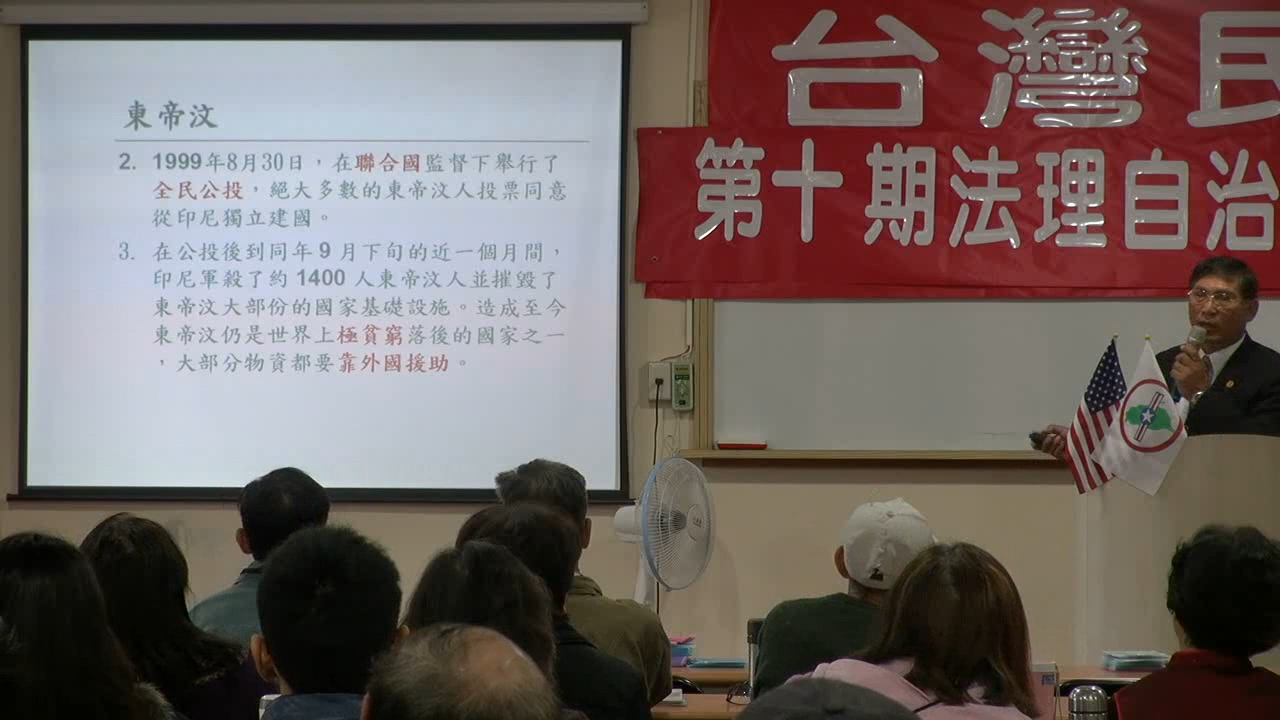 東帝汶
2. 1999年8月30日，在聯合國監督下舉行了
全民公投，絕大多數的東帝汶人投票同意
從印尼獨立建國。
3. 在公投後到同年 9 月下旬的近一個月間，
印尼軍殺了約 1400 人東帝汶人並摧毀了
東帝汶大部份的國家基礎設施。造成至今
東帝汶仍是世界上極貧窮落後的國家之一
，大部分物資都要靠外國援助。
台灣民
第十期法理自治